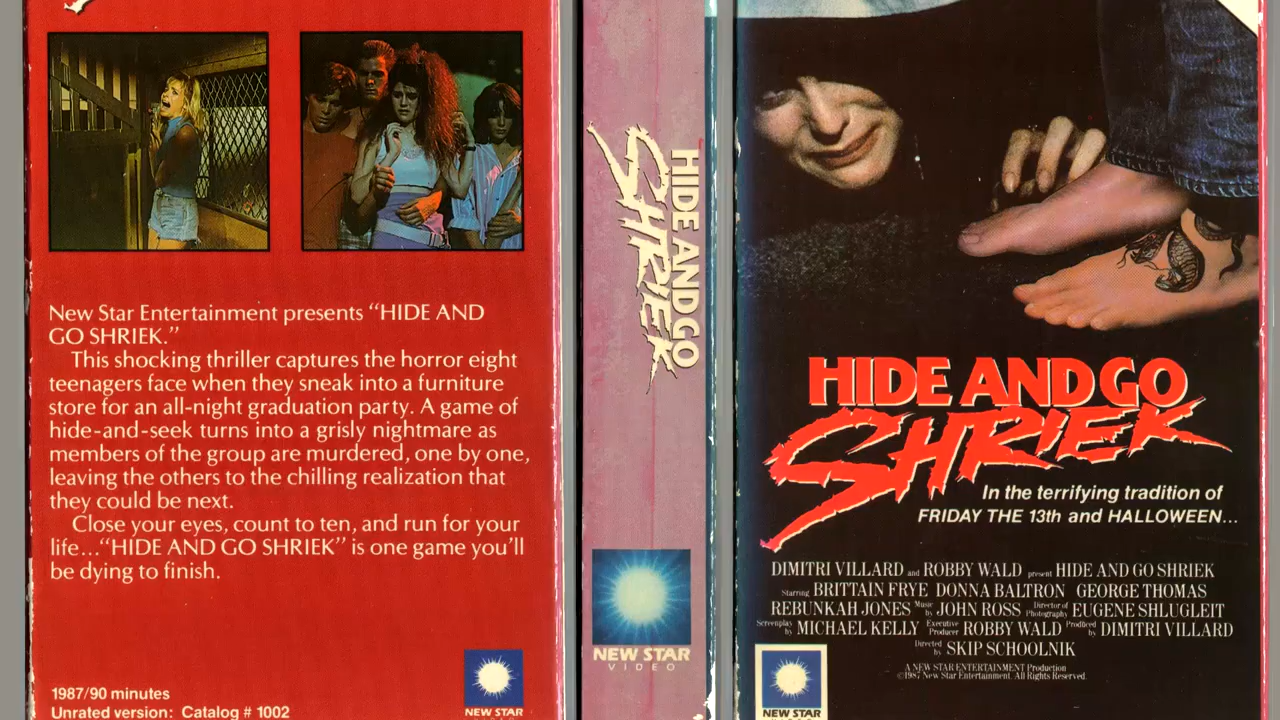 New Star Entertainment presents “HIDE AND
GO SHRIEK.”
This shocking thriller captures the horror eight
teenagers face when they sneak into a furniture
store for an all-night graduation party. A game of
hide-and-seek turns into a grisly nightmare as
members of the group are murdered, one by one,
leaving the others to the chilling realization that
they could be next.
Close your eyes, count to ten, and run for your
life...“HIDE AND GO SHRIEK” is one game you’ll
be dying to finish.
1987/90 minutes
Unrated version: Catalog # 1002
NEW STAR
HIDE AND GO
SHRIEK
NEW STAR
VIDEO
HIDE AND GO
SHRIEK
In the terrifying tradition of
FRIDAY THE 13th and HALLOWEEN...
DIMITRI VILLARD and ROBBY WALD present HIDE AND GO SHRIEK
Starring BRITTAIN FRYE DONNA BALTRON GEORGE THOMAS
REBUNKAH JONES Music by JOHN ROSS Director of Photography EUGENE SHLUGLEIT
Screenplay by MICHAEL KELLY Executive Producer ROBBY WALD Produced by DIMITRI VILLARD
Directed by SKIP SCHOOLNIK
A NEW STAR ENTERTAINMENT Production
©1987 New Star Entertainment. All Rights Reserved.
NEW STAR